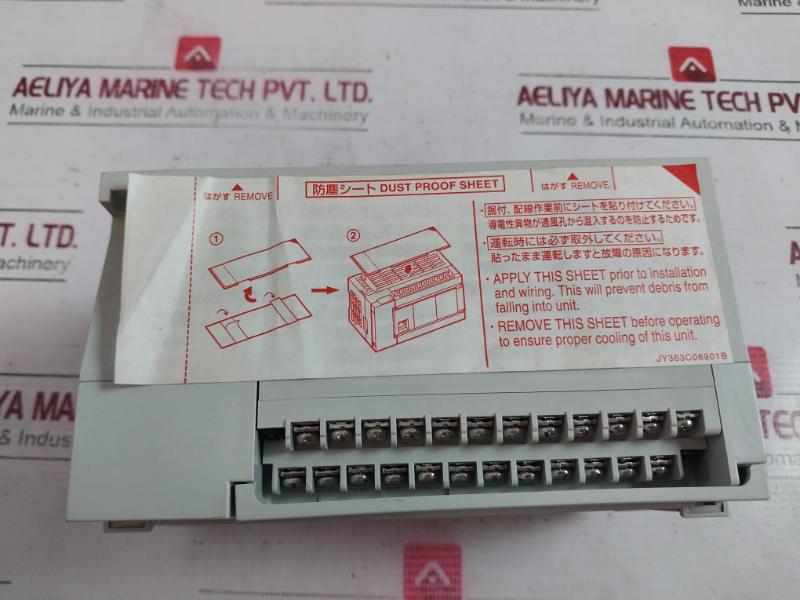 AELIYA MARINE TECH PVT. LTD.
Marine & Industrial Automation & Machinery
AELIYA MARINE TECH PV
Marine & Industrial Automation &
はがす REMOVE
防塵シート DUST PROOF SHEET
はがす REMOVE
① ②
・据付、配線作業前にシートを貼り付けてください。
導電性異物が通風孔から混入するのを防止するためです。
・運転時には必ず取外してください。
貼ったまま運転しますと故障の原因になります。
・APPLY THIS SHEET prior to installation
and wiring. This will prevent debris from
falling into unit.
・REMOVE THIS SHEET before operating
to ensure proper cooling of this unit.
JY363C06901B
T. LTD.
achinery
IYA MA
& Indust
AELI
Marine